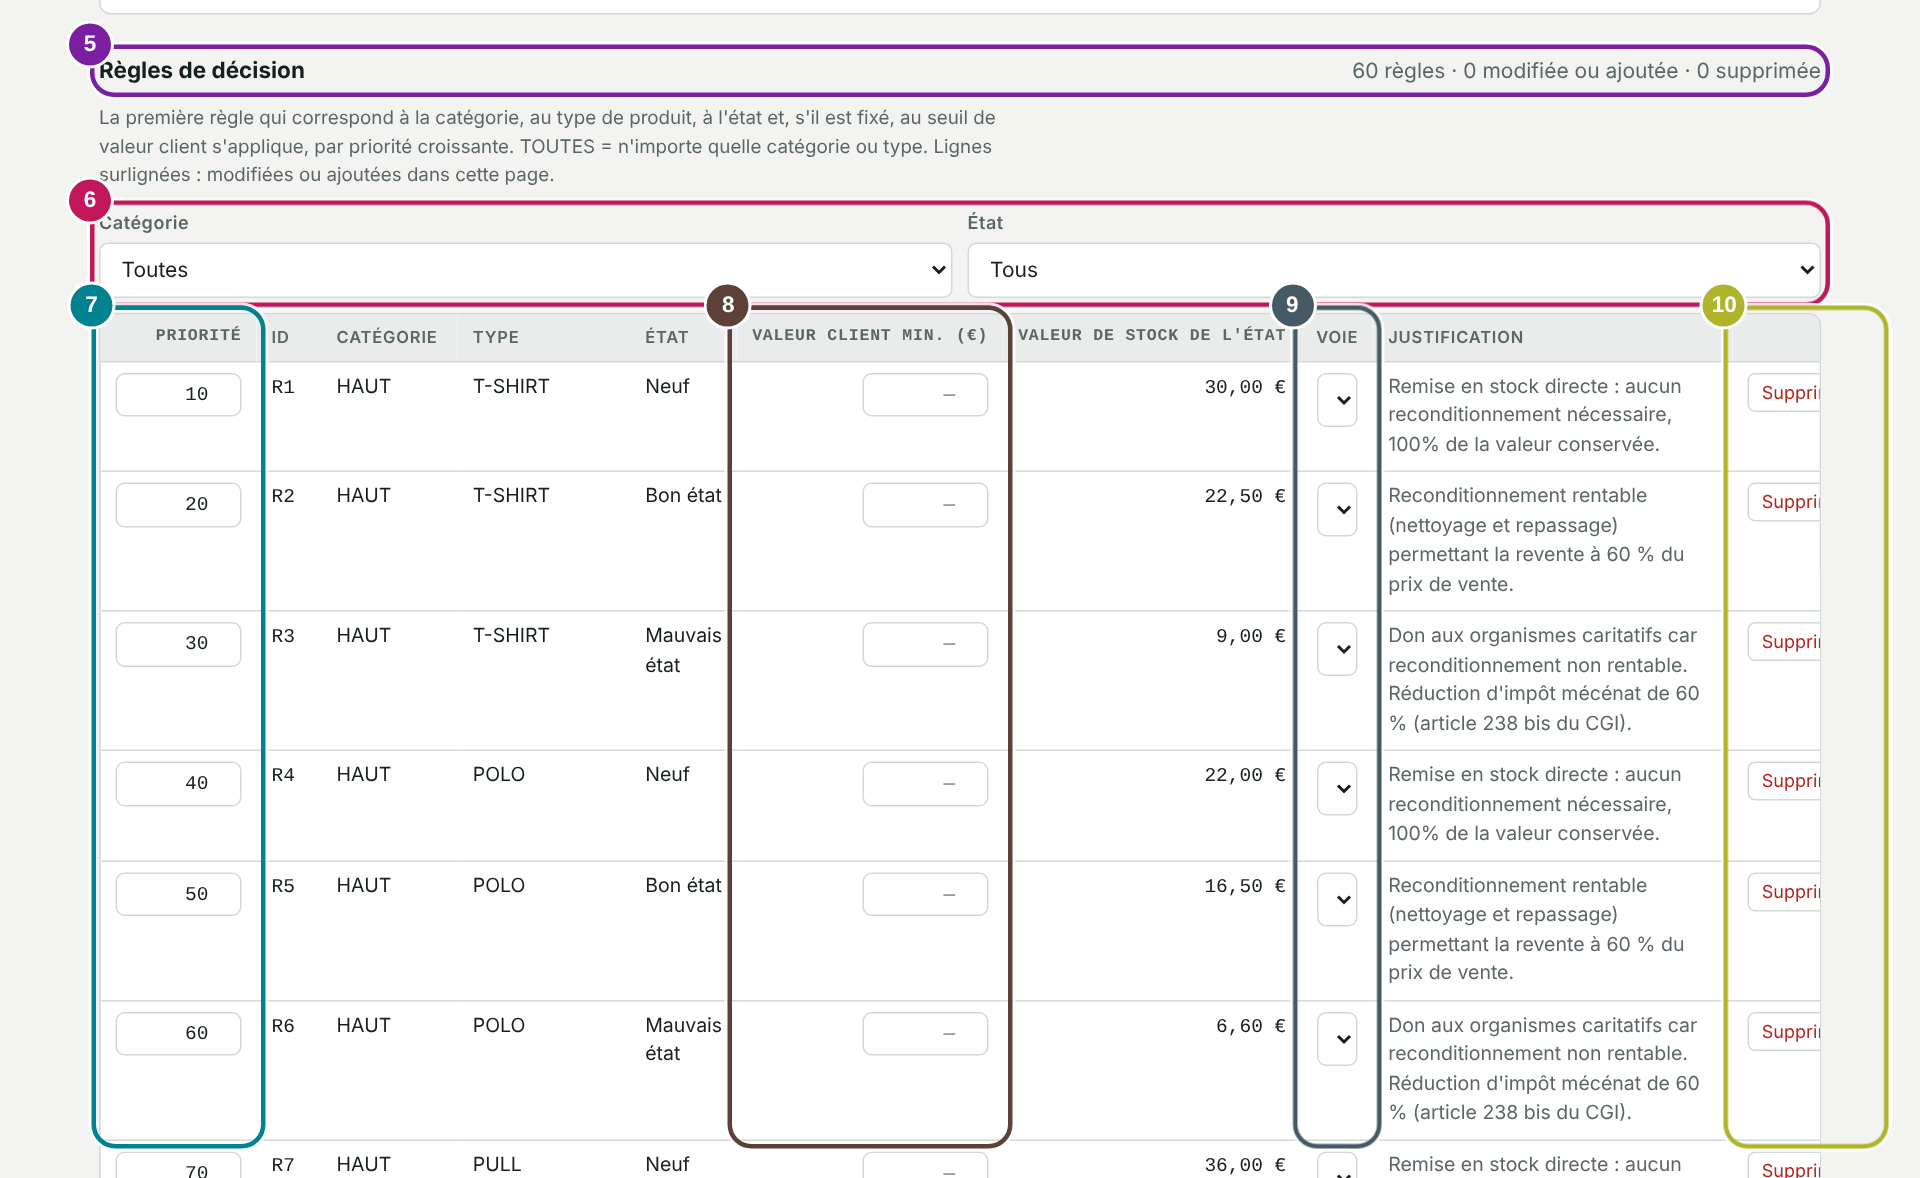 5
Règles de décision
60 règles · 0 modifiée ou ajoutée · 0 supprimée
La première règle qui correspond à la catégorie, au type de produit, à l'état et, s'il est fixé, au seuil de
valeur client s'applique, par priorité croissante. TOUTES = n'importe quelle catégorie ou type. Lignes
surlignées : modifiées ou ajoutées dans cette page.
6
Catégorie
État
Toutes
Tous
7 8 9 10
PRIORITÉ ID CATÉGORIE TYPE ÉTAT VALEUR CLIENT MIN. (€) VALEUR DE STOCK DE L'ÉTAT VOIE JUSTIFICATION
10 R1 HAUT T-SHIRT Neuf – 30,00 € Remise en stock directe : aucun Suppri
reconditionnement nécessaire,
100% de la valeur conservée.
20 R2 HAUT T-SHIRT Bon état – 22,50 € Reconditionnement rentable Suppri
(nettoyage et repassage)
permettant la revente à 60 % du
prix de vente.
30 R3 HAUT T-SHIRT Mauvais – 9,00 € Don aux organismes caritatifs car Suppri
état reconditionnement non rentable.
Réduction d'impôt mécénat de 60
% (article 238 bis du CGI).
40 R4 HAUT POLO Neuf – 22,00 € Remise en stock directe : aucun Suppri
reconditionnement nécessaire,
100% de la valeur conservée.
50 R5 HAUT POLO Bon état – 16,50 € Reconditionnement rentable Suppri
(nettoyage et repassage)
permettant la revente à 60 % du
prix de vente.
60 R6 HAUT POLO Mauvais – 6,60 € Don aux organismes caritatifs car Suppri
état reconditionnement non rentable.
Réduction d'impôt mécénat de 60
% (article 238 bis du CGI).
70 R7 HAUT PULL Neuf – 36,00 € Remise en stock directe : aucun Suppri